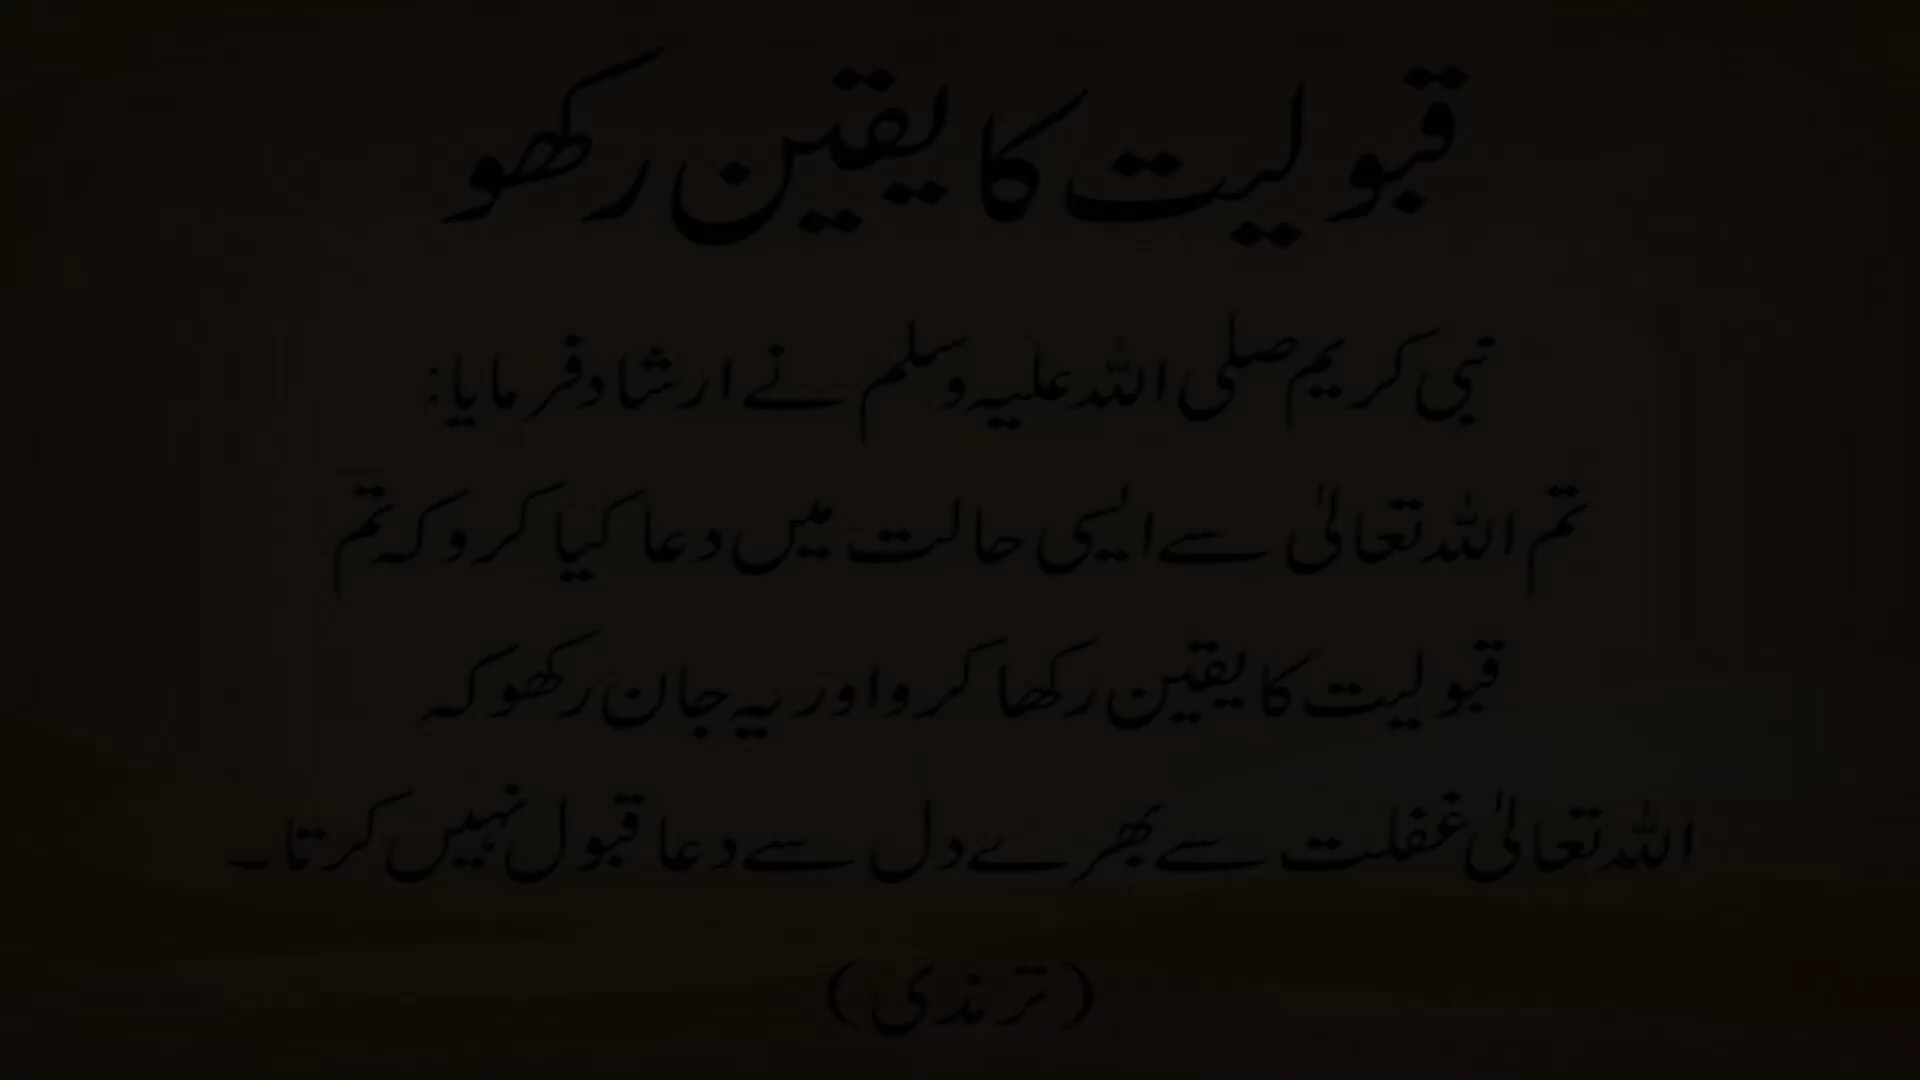 قبولیت کا یقین رکھو
نبی کریم صلی اللہ علیہ وسلم نے ارشاد فرمایا:
تم اللہ تعالیٰ سے ایسی حالت میں دعا کیا کرو کہ تم
قبولیت کا یقین رکھا کرو اور یہ جان رکھو کہ
اللہ تعالیٰ غفلت سے بھرے دل سے دعا قبول نہیں کرتا۔
(ترمذی)